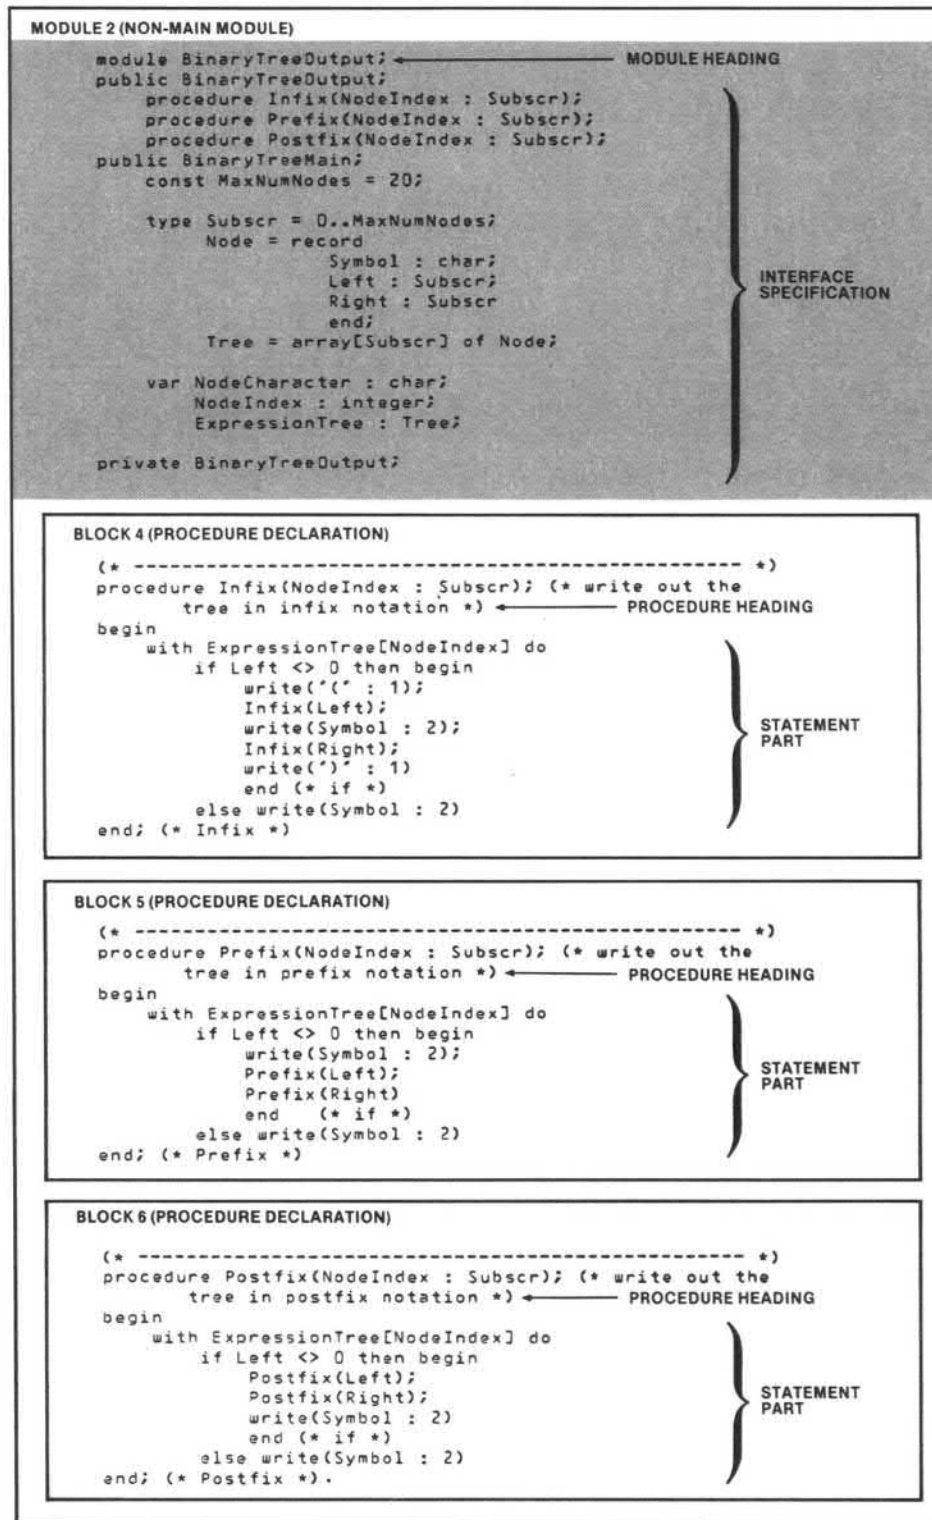 MODULE 2 (NON-MAIN MODULE)
module BinaryTreeOutput; MODULE HEADING
public BinaryTreeOutput;
procedure Infix(NodeIndex : Subscr);
procedure Prefix(NodeIndex : Subscr);
procedure Postfix(NodeIndex : Subscr);
public BinaryTreeMain;
const MaxNumNodes = 20;
type Subscr = 0..MaxNumNodes;
Node = record
Symbol : char;
Left : Subscr;
Right : Subscr
end;
Tree = array[Subscr] of Node;
var NodeCharacter : char;
NodeIndex : integer;
ExpressionTree : Tree;
private BinaryTreeOutput;
INTERFACE
SPECIFICATION
BLOCK 4 (PROCEDURE DECLARATION)
(* -------------------------------------------------- *)
procedure Infix(NodeIndex : Subscr); (* write out the
tree in infix notation *) PROCEDURE HEADING
begin
with ExpressionTree[NodeIndex] do
if Left <> 0 then begin
write('(' : 1);
Infix(Left);
write(Symbol : 2);
Infix(Right);
write(')' : 1)
end (* if *)
else write(Symbol : 2)
end; (* Infix *)
STATEMENT
PART
BLOCK 5 (PROCEDURE DECLARATION)
(* -------------------------------------------------- *)
procedure Prefix(NodeIndex : Subscr); (* write out the
tree in prefix notation *) PROCEDURE HEADING
begin
with ExpressionTree[NodeIndex] do
if Left <> 0 then begin
write(Symbol : 2);
Prefix(Left);
Prefix(Right)
end (* if *)
else write(Symbol : 2)
end; (* Prefix *)
STATEMENT
PART
BLOCK 6 (PROCEDURE DECLARATION)
(* -------------------------------------------------- *)
procedure Postfix(NodeIndex : Subscr); (* write out the
tree in postfix notation *) PROCEDURE HEADING
begin
with ExpressionTree[NodeIndex] do
if Left <> 0 then begin
Postfix(Left);
Postfix(Right);
write(Symbol : 2)
end (* if *)
else write(Symbol : 2)
end; (* Postfix *).
STATEMENT
PART